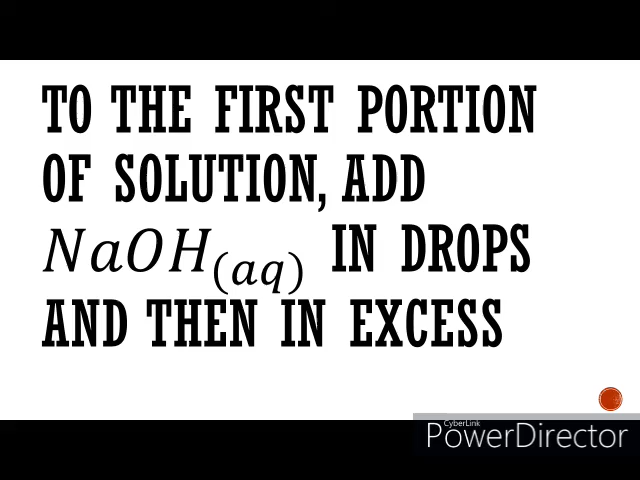 TO THE FIRST PORTION
OF SOLUTION, ADD
NaOH(aq) IN DROPS
AND THEN IN EXCESS
CyberLink
PowerDirector